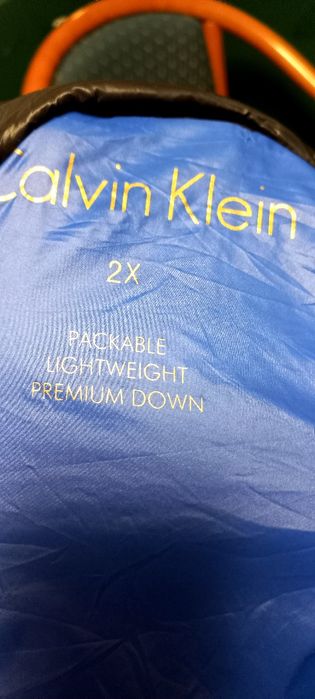 Calvin Klein
2X
PACKABLE
LIGHTWEIGHT
PREMIUM DOWN